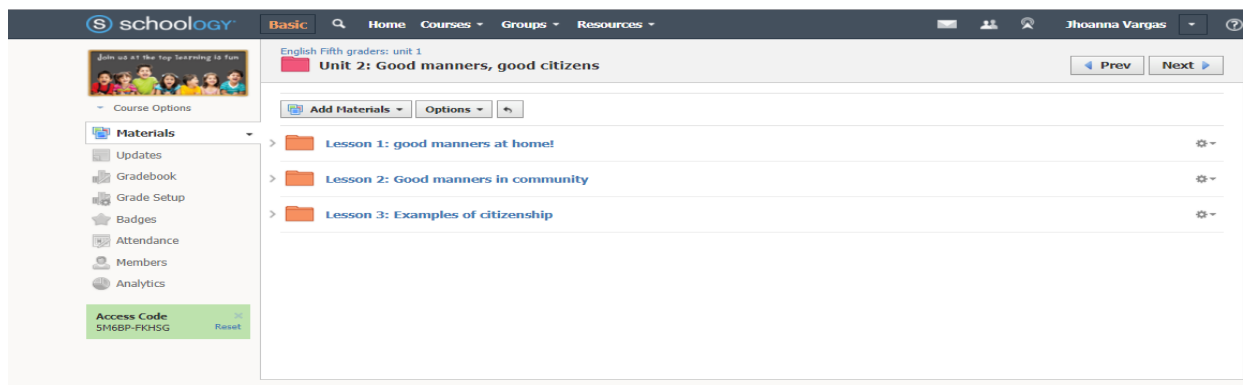 S schoology Basic Home Courses Groups Resources Jhoanna Vargas ?
Join us at the top learning is fun
Course Options
Materials
Updates
Gradebook
Grade Setup
Badges
Attendance
Members
Analytics
Access Code
5M6BP-FKHSG Reset
English Fifth graders: unit 1
Unit 2: Good manners, good citizens
Prev Next
Add Materials Options
Lesson 1: good manners at home!
Lesson 2: Good manners in community
Lesson 3: Examples of citizenship